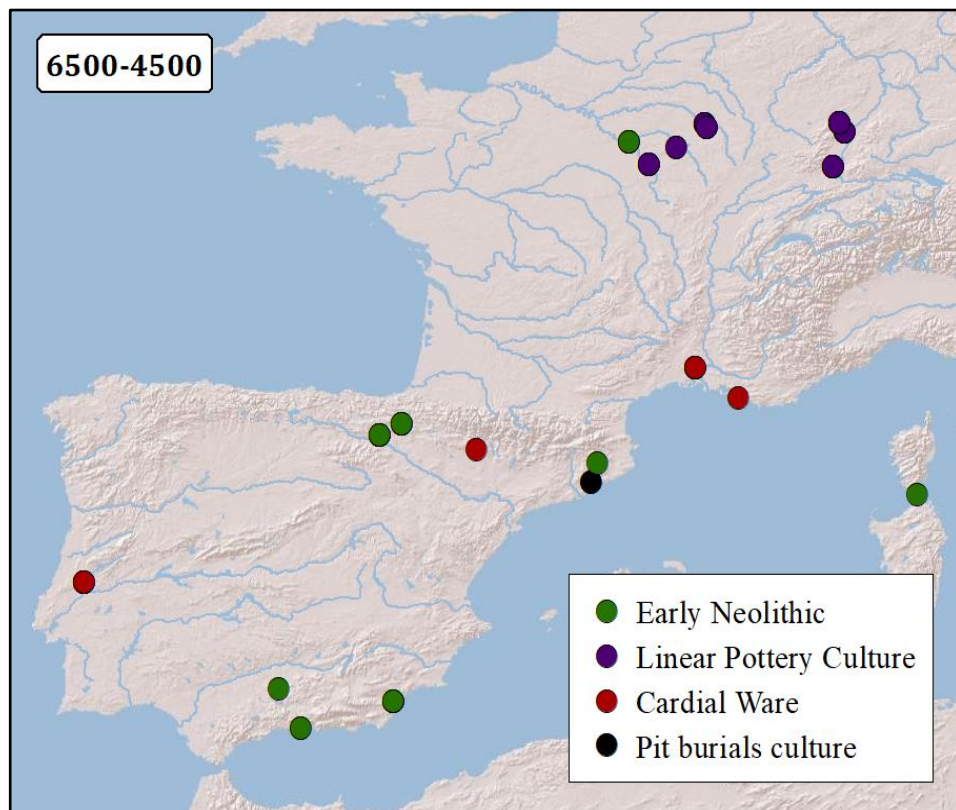 6500-4500
Early Neolithic
Linear Pottery Culture
Cardial Ware
Pit burials culture